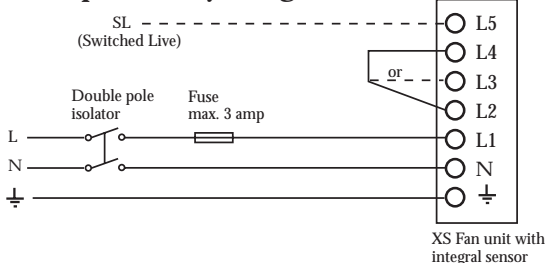 SL
(Switched Live)
L5
L4
or
L3
L2
Double pole
isolator
Fuse
max. 3 amp
L
L1
N
N
XS Fan unit with
integral sensor